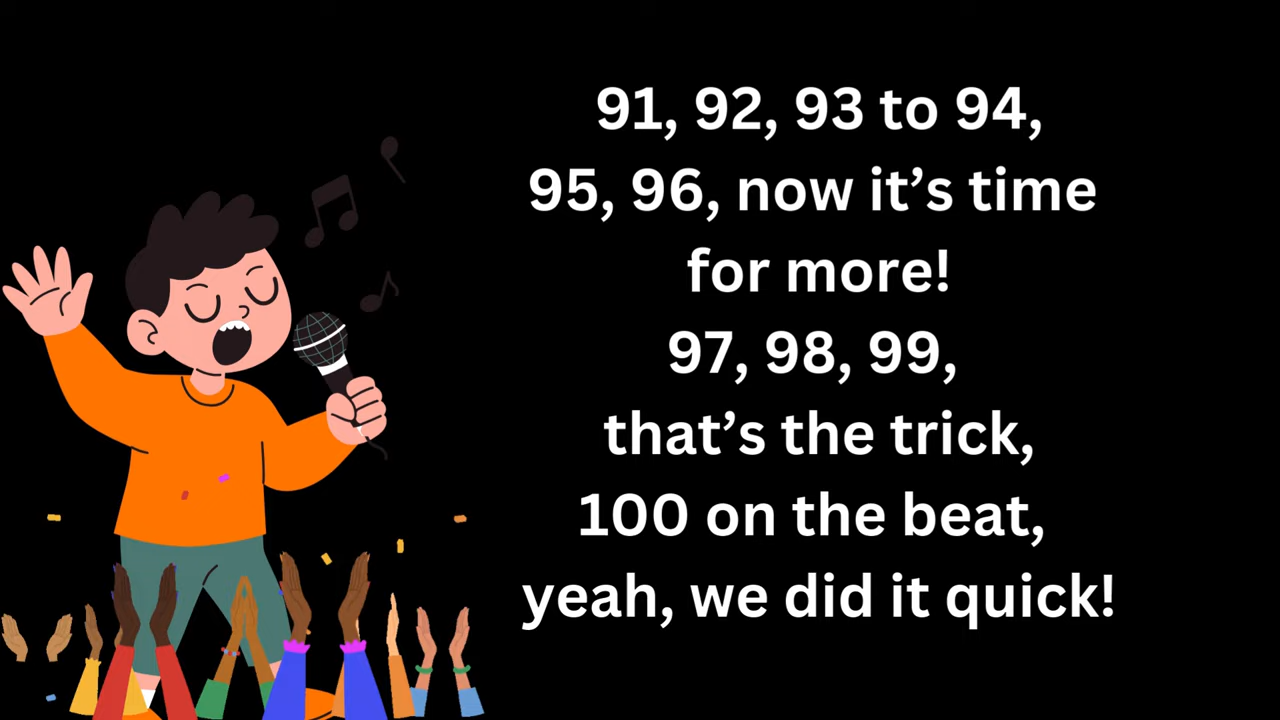 91, 92, 93 to 94,
95, 96, now it’s time
for more!
97, 98, 99,
that’s the trick,
100 on the beat,
yeah, we did it quick!